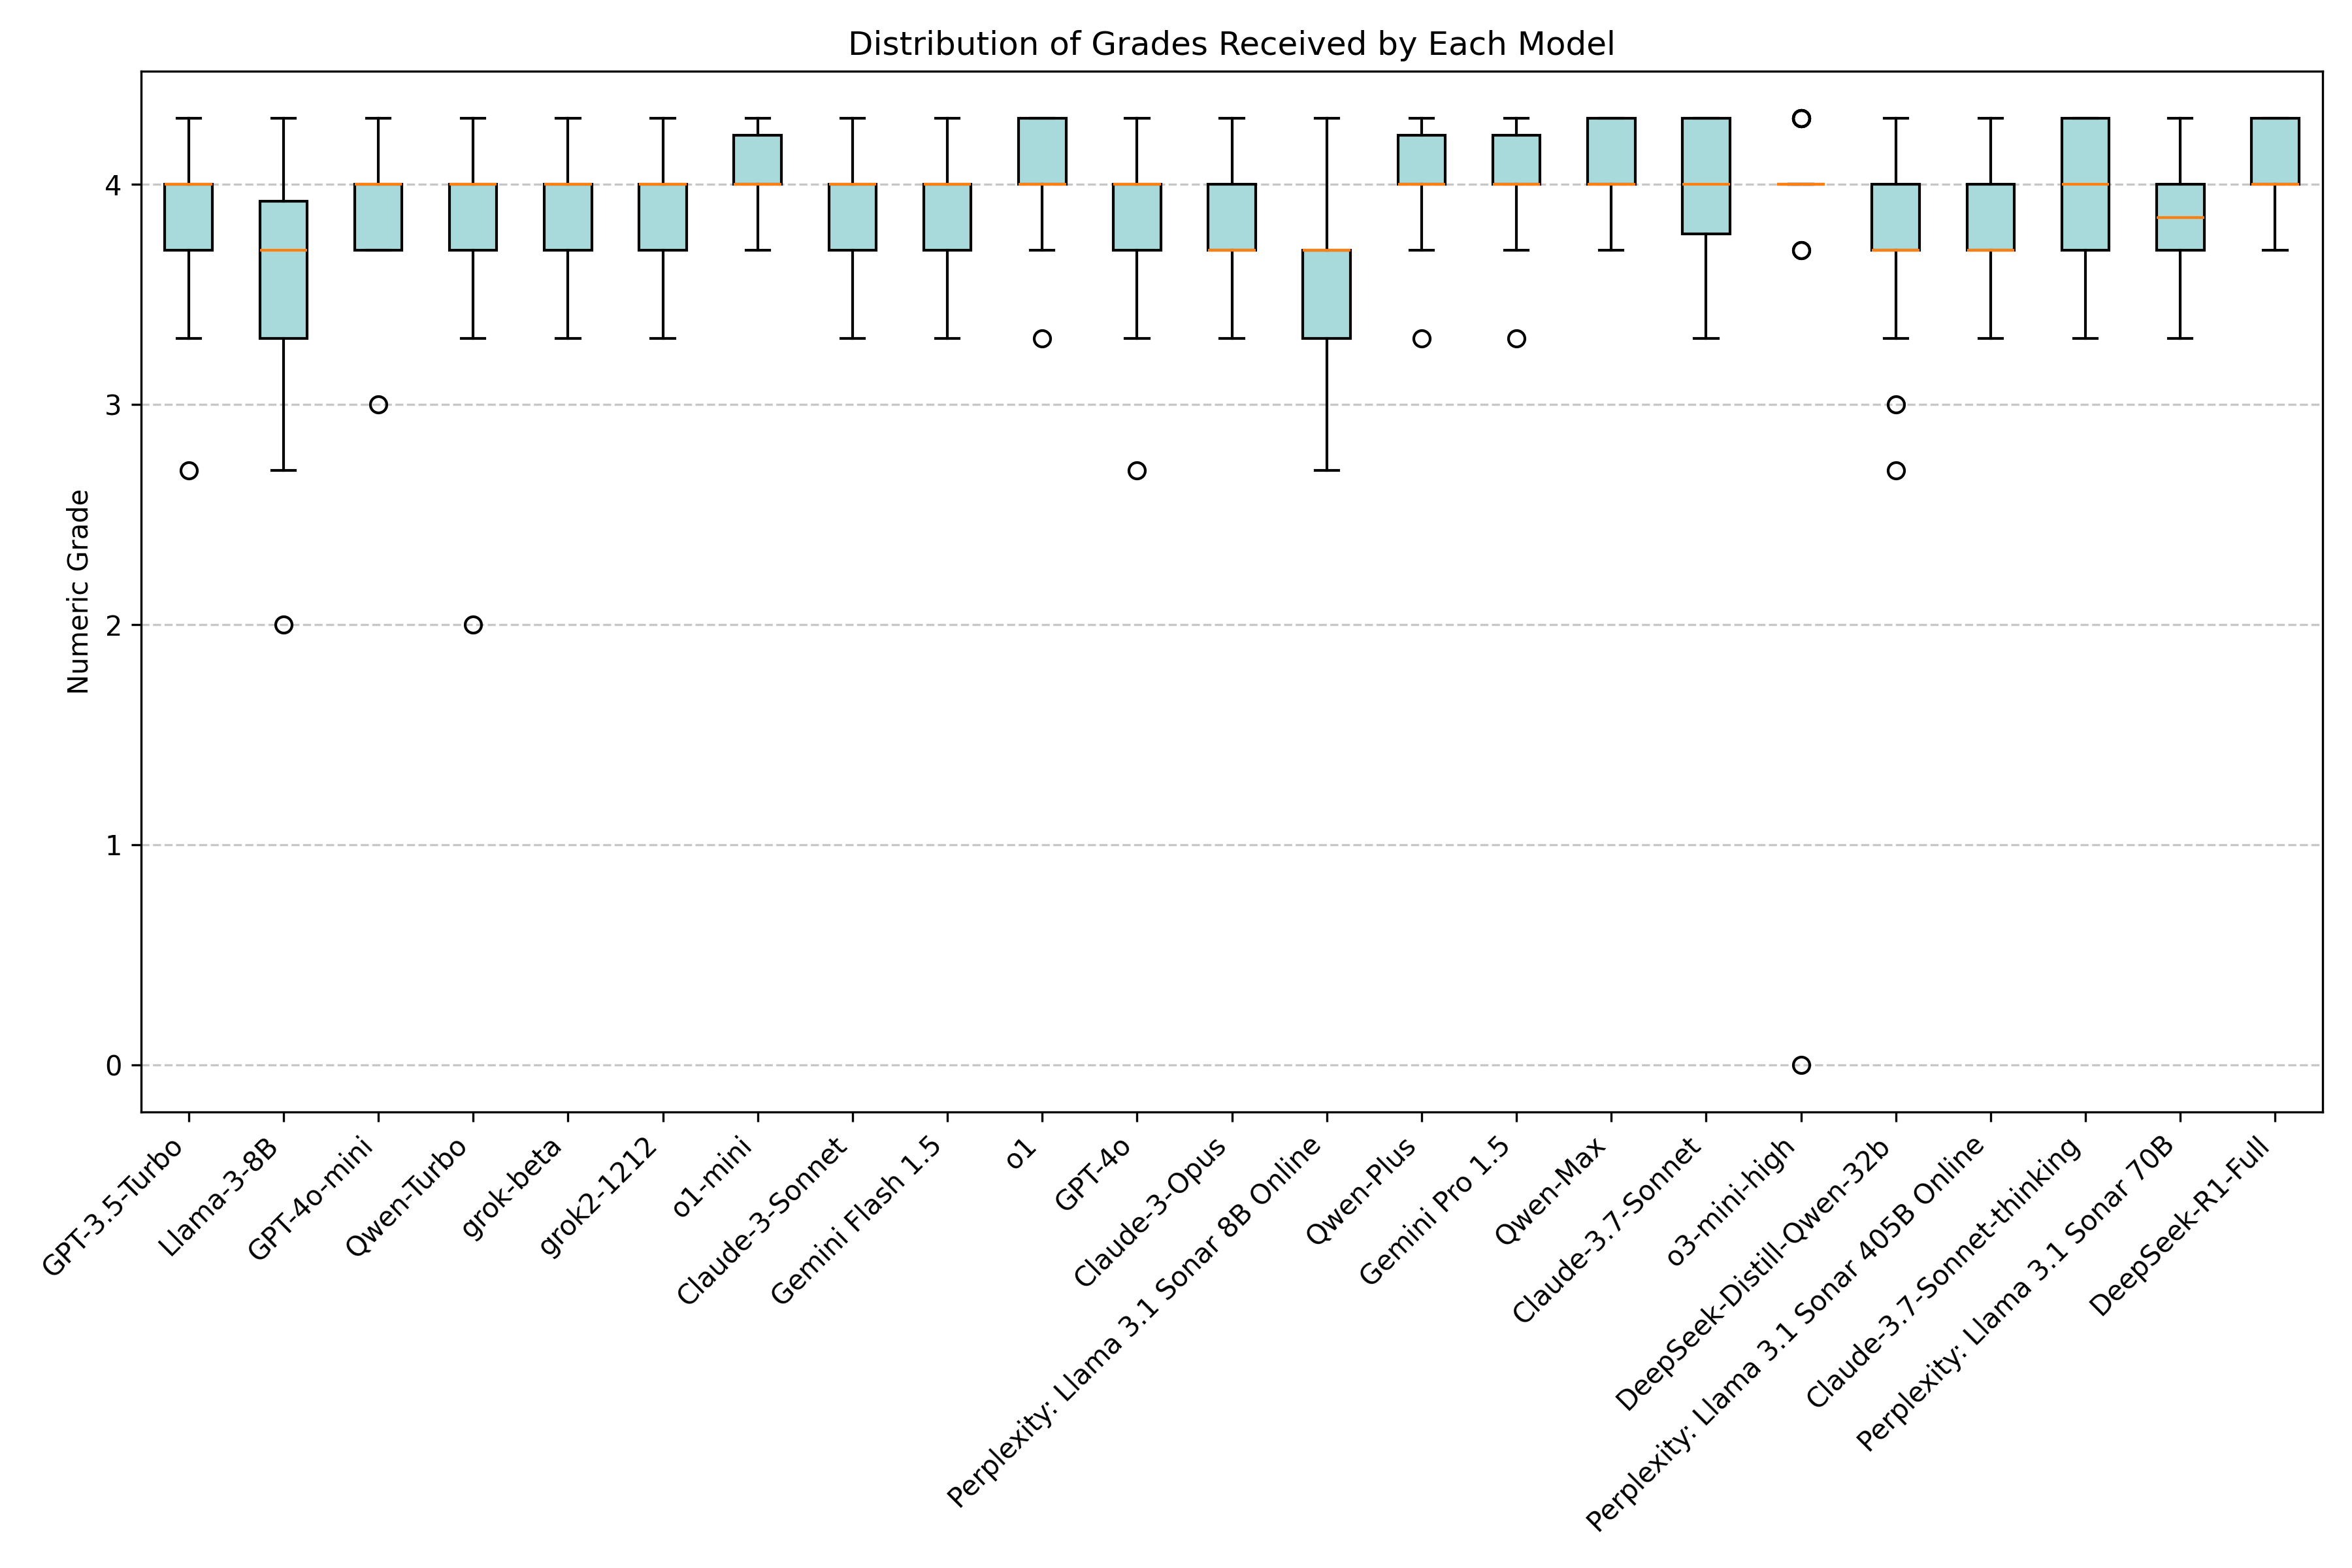 Distribution of Grades Received by Each Model
Numeric Grade
4
3
2
1
0
GPT-3.5-Turbo
Llama-3-8B
GPT-4o-mini
Qwen-Turbo
grok-beta
grok2-1212
o1-mini
Claude-3-Sonnet
Gemini Flash 1.5
o1
GPT-4o
Claude-3-Opus
Perplexity: Llama 3.1 Sonar 8B Online
Qwen-Plus
Gemini Pro 1.5
Qwen-Max
Claude-3.7-Sonnet
o3-mini-high
DeepSeek-Distill-Qwen-32b
Perplexity: Llama 3.1 Sonar 405B Online
Claude-3.7-Sonnet-thinking
Perplexity: Llama 3.1 Sonar 70B
DeepSeek-R1-Full